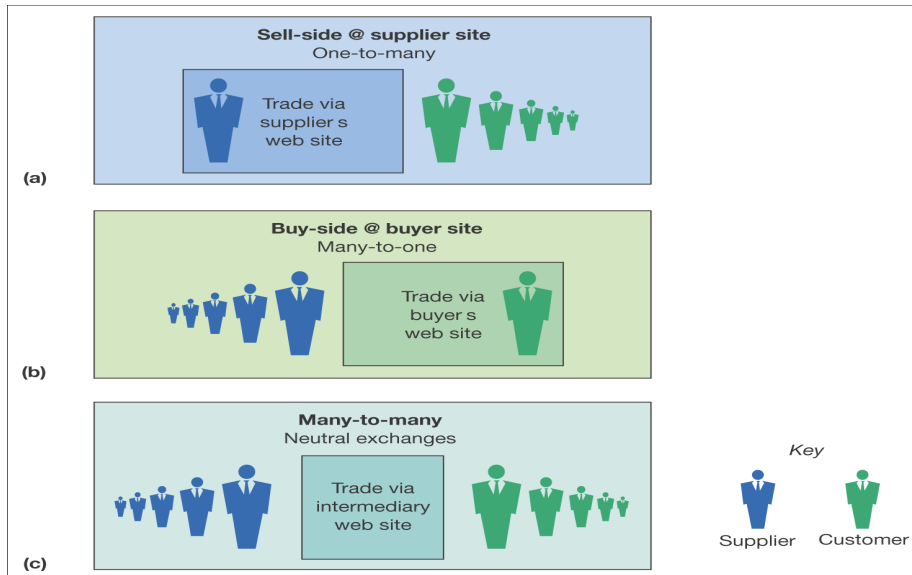 Sell-side @ supplier site
One-to-many
Trade via
supplier s
web site
(a)
Buy-side @ buyer site
Many-to-one
Trade via
buyer s
web site
(b)
Many-to-many
Neutral exchanges
Trade via
intermediary
web site
(c)
Key
Supplier
Customer